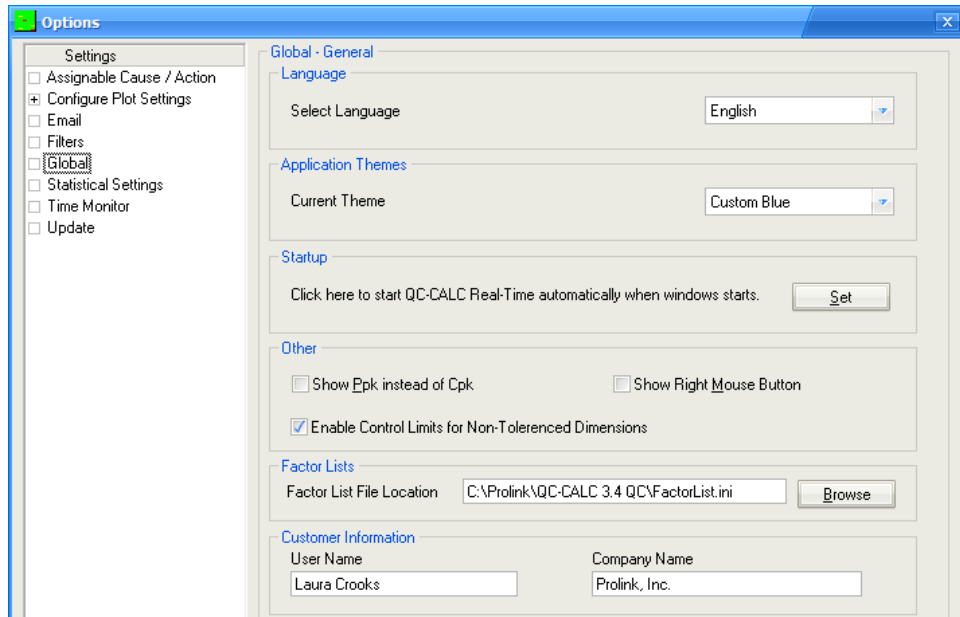 Options
Settings
Assignable Cause / Action
Configure Plot Settings
Email
Filters
Global
Statistical Settings
Time Monitor
Update
Global - General
Language
Select Language
English
Application Themes
Current Theme
Custom Blue
Startup
Click here to start QC-CALC Real-Time automatically when windows starts.
Set
Other
Show Ppk instead of Cpk
Show Right Mouse Button
Enable Control Limits for Non-Tolerenced Dimensions
Factor Lists
Factor List File Location
C:\Prolink\QC-CALC 3.4 QC\FactorList.ini
Browse
Customer Information
User Name
Company Name
Laura Crooks
Prolink, Inc.